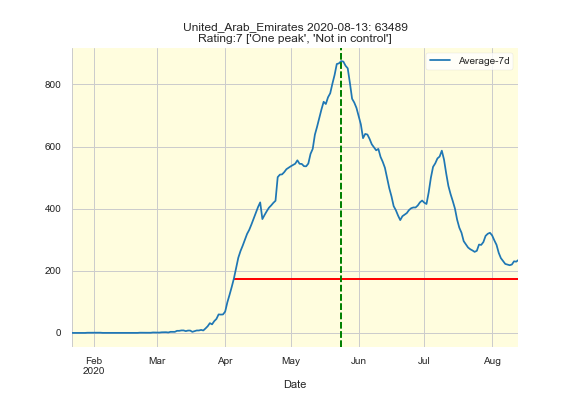 United_Arab_Emirates 2020-08-13: 63489
Rating:7 ['One peak', 'Not in control']
Average-7d
800
600
400
200
0
Feb
2020
Mar
Apr
May
Jun
Jul
Aug
Date